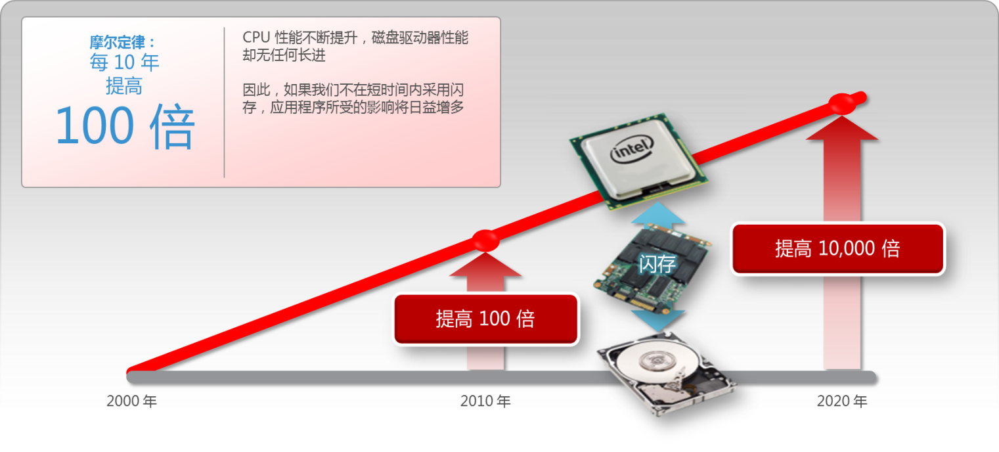 摩尔定律：
每 10 年
提高
100 倍
CPU 性能不断提升，磁盘驱动器性能
却无任何长进
因此，如果我们不在短时间内采用闪
存，应用程序所受的影响将日益增多
intel
闪存
提高 10,000 倍
提高 100 倍
2000 年
2010 年
2020 年